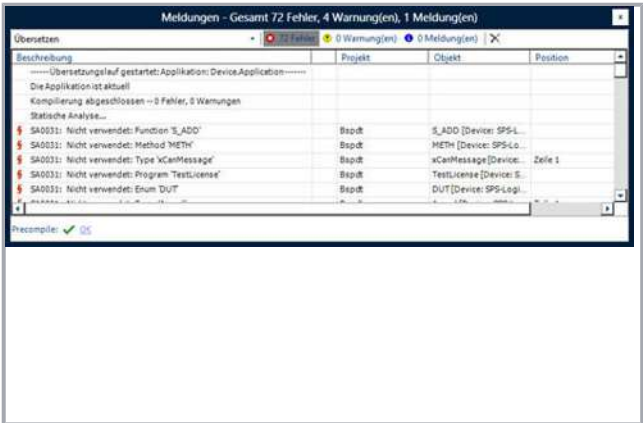 Meldungen - Gesamt 72 Fehler, 4 Warnung(en), 1 Meldung(en)
Übersetzen 72 Fehler 0 Warnung(en) 0 Meldung(en)
Beschreibung Projekt Objekt Position
------Übersetzungslauf gestartet: Applikation: Device.Application-------
Die Applikation ist aktuell
Kompilierung abgeschlossen -- 0 Fehler, 0 Warnungen
Statische Analyse...
SA0031: Nicht verwendet: Function 'S_ADD' Bspdt S_ADD [Device: SPS-L...
SA0031: Nicht verwendet: Method 'METH' Bspdt METH [Device: SPS-Lo...
SA0031: Nicht verwendet: Type 'xCanMessage' Bspdt xCanMessage [Device:... Zeile 1
SA0031: Nicht verwendet: Program 'TestLicense' Bspdt TestLicense [Device: S...
SA0031: Nicht verwendet: Enum 'DUT' Bspdt DUT [Device: SPS-Logi...
Precompile: OK